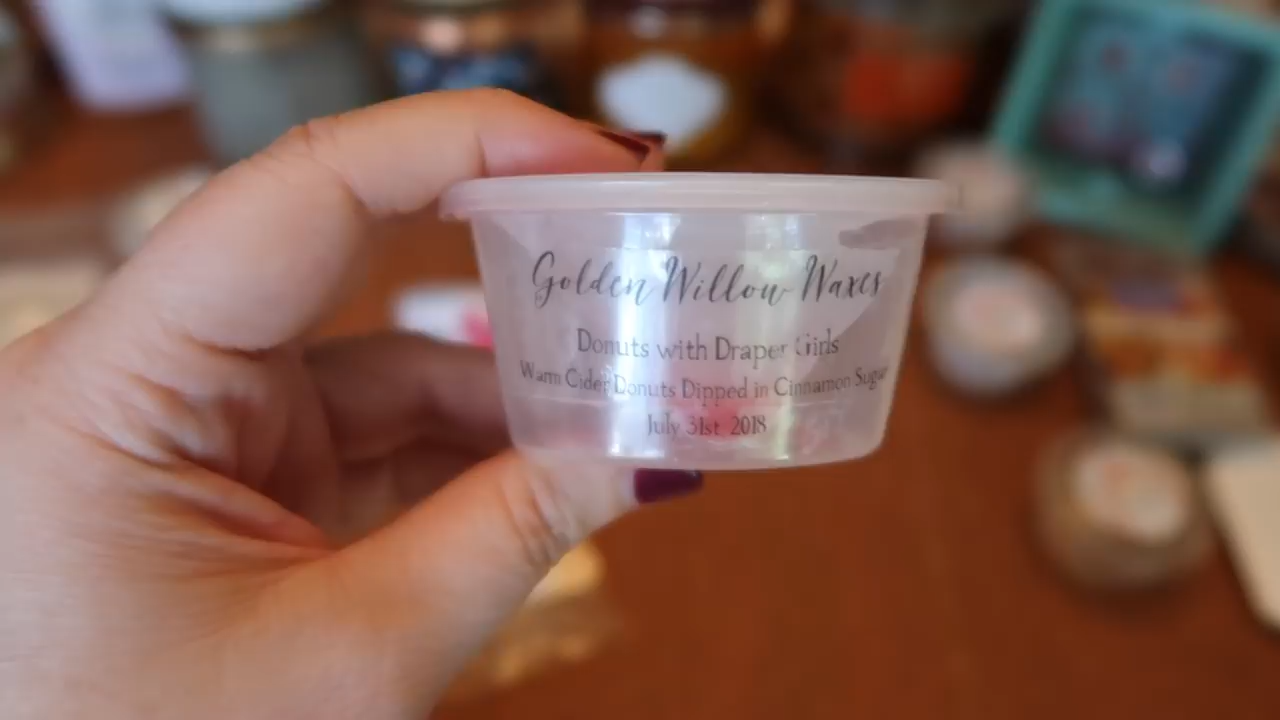 Golden Willow Waxes
Donuts with Draper Girls
Warm Cider Donuts Dipped in Cinnamon Sugar
July 31st 2018